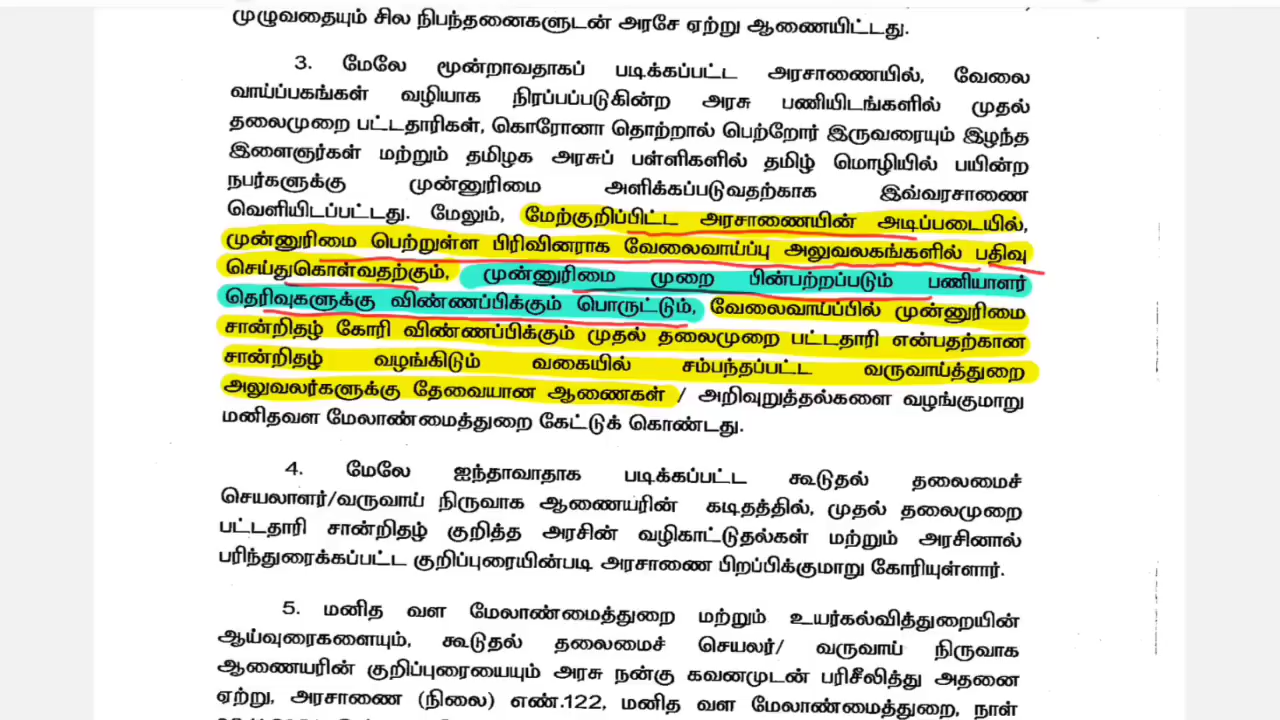 முழுவதையும் சில நிபந்தனைகளுடன் அரசே ஏற்று ஆணையிட்டது.
3. மேலே மூன்றாவதாகப் படிக்கப்பட்ட அரசாணையில், வேலை
வாய்ப்பகங்கள் வழியாக நிரப்பப்படுகின்ற அரசு பணியிடங்களில் முதல்
தலைமுறை பட்டதாரிகள், கொரோனா தொற்றால் பெற்றோர் இருவரையும் இழந்த
இளைஞர்கள் மற்றும் தமிழக அரசுப் பள்ளிகளில் தமிழ் மொழியில் பயின்ற
நபர்களுக்கு முன்னுரிமை அளிக்கப்படுவதற்காக இவ்வரசாணை
வெளியிடப்பட்டது. மேலும், மேற்குறிப்பிட்ட அரசாணையின் அடிப்படையில்,
முன்னுரிமை பெற்றுள்ள பிரிவினராக வேலைவாய்ப்பு அலுவலகங்களில் பதிவு
செய்துகொள்வதற்கும், முன்னுரிமை முறை பின்பற்றப்படும் பணியாளர்
தெரிவுகளுக்கு விண்ணப்பிக்கும் பொருட்டும், வேலைவாய்ப்பில் முன்னுரிமை
சான்றிதழ் கோரி விண்ணப்பிக்கும் முதல் தலைமுறை பட்டதாரி என்பதற்கான
சான்றிதழ் வழங்கிடும் வகையில் சம்பந்தப்பட்ட வருவாய்த்துறை
அலுவலர்களுக்கு தேவையான ஆணைகள் / அறிவுறுத்தல்களை வழங்குமாறு
மனிதவள மேலாண்மைத்துறை கேட்டுக் கொண்டது.
4. மேலே ஐந்தாவாதாக படிக்கப்பட்ட கூடுதல் தலைமைச்
செயலாளர்/வருவாய் நிருவாக ஆணையரின் கடிதத்தில், முதல் தலைமுறை
பட்டதாரி சான்றிதழ் குறித்த அரசின் வழிகாட்டுதல்கள் மற்றும் அரசினால்
பரிந்துரைக்கப்பட்ட குறிப்புரையின்படி அரசாணை பிறப்பிக்குமாறு கோரியுள்ளார்.
5. மனித வள மேலாண்மைத்துறை மற்றும் உயர்கல்வித்துறையின்
ஆய்வுரைகளையும், கூடுதல் தலைமைச் செயலர்/ வருவாய் நிருவாக
ஆணையரின் குறிப்புரையையும் அரசு நன்கு கவனமுடன் பரிசீலித்து அதனை
ஏற்று, அரசாணை (நிலை) எண்.122, மனித வள மேலாண்மைத்துறை, நாள்